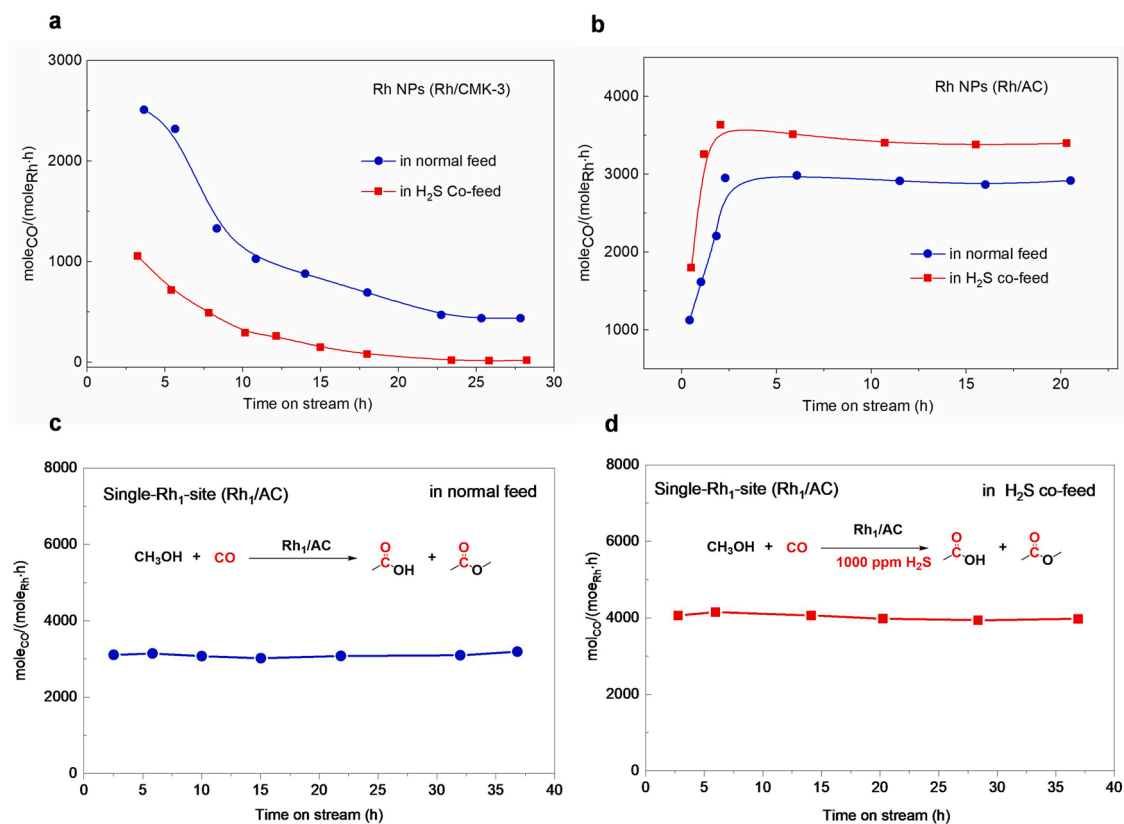 a
3000
2000
1000
0
mole_CO/(mole_Rh·h)
Rh NPs (Rh/CMK-3)
in normal feed
in H₂S Co-feed
0 5 10 15 20 25 30
Time on stream (h)
b
4000
3000
2000
1000
mole_CO/(mole_Rh·h)
Rh NPs (Rh/AC)
in normal feed
in H₂S co-feed
0 5 10 15 20
Time on stream (h)
c
8000
6000
4000
2000
0
mole_CO/(mole_Rh·h)
Single-Rh₁-site (Rh₁/AC) in normal feed
CH₃OH + CO Rh₁/AC O OH + O O
0 5 10 15 20 25 30 35 40
Time on stream (h)
d
8000
6000
4000
2000
0
mol_CO/(moe_Rh·h)
Single-Rh₁-site (Rh₁/AC) in H₂S co-feed
CH₃OH + CO Rh₁/AC O OH + O O
1000 ppm H₂S
0 5 10 15 20 25 30 35 40
Time on stream (h)